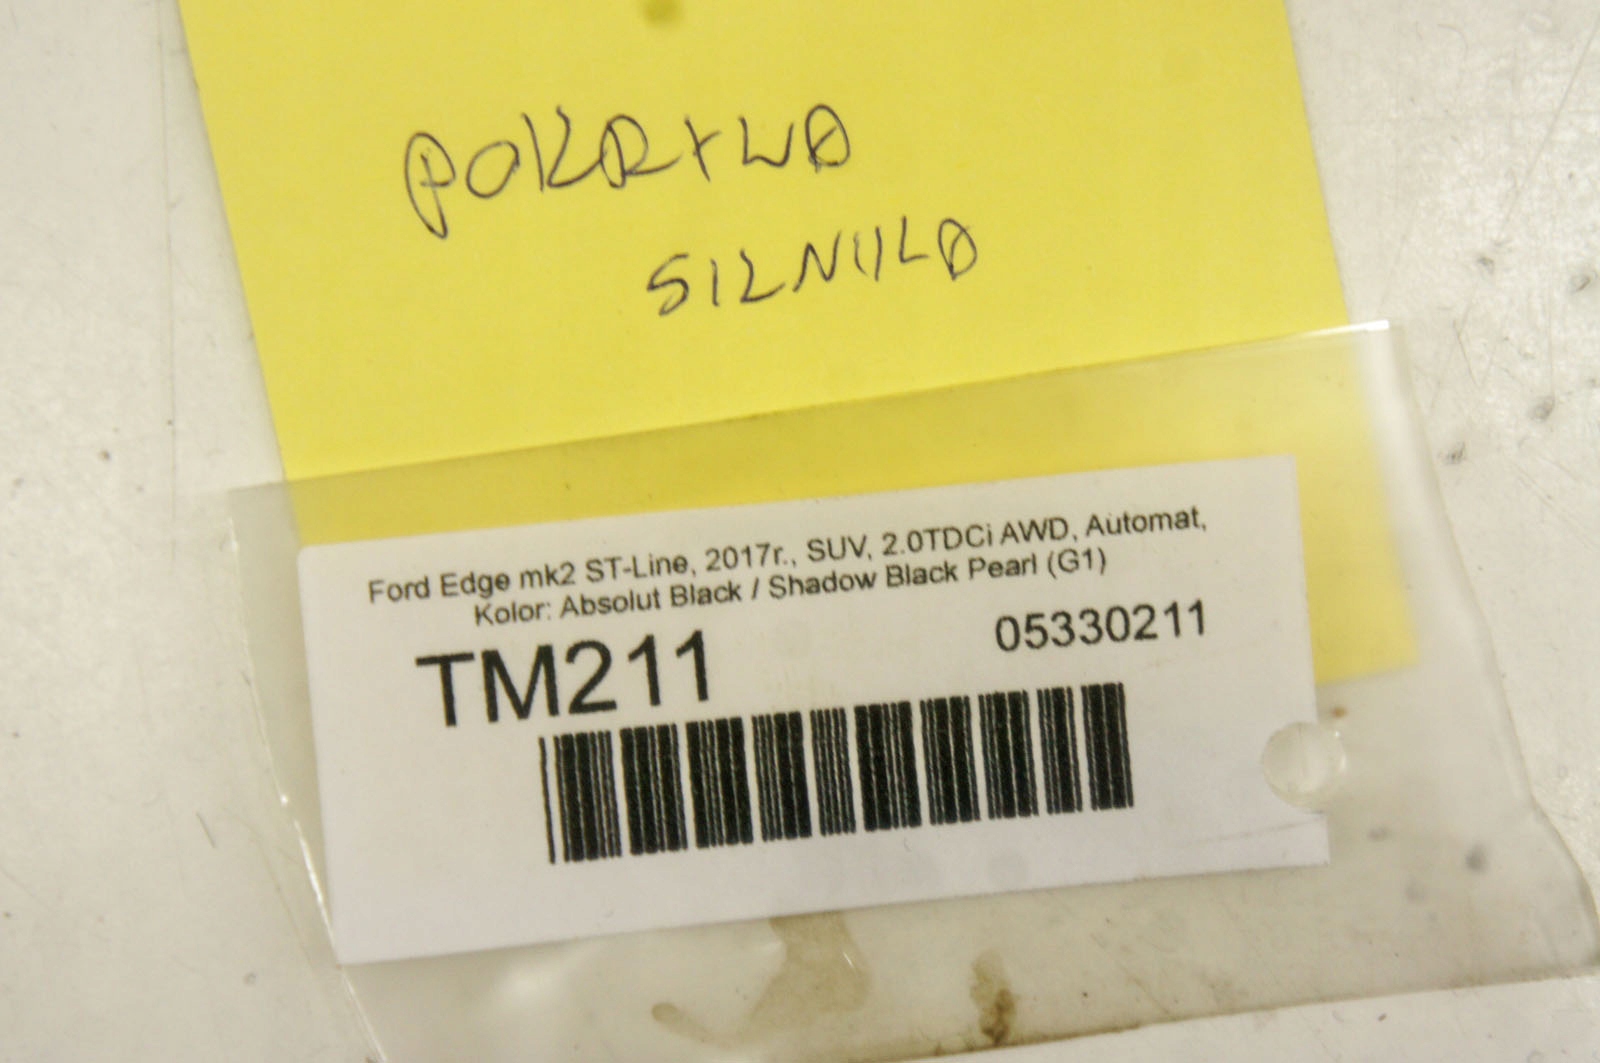 POKRYWA
SILNIKA
Ford Edge mk2 ST-Line, 2017r., SUV, 2.0TDCi AWD, Automat,
Kolor: Absolut Black / Shadow Black Pearl (G1)
TM211
05330211